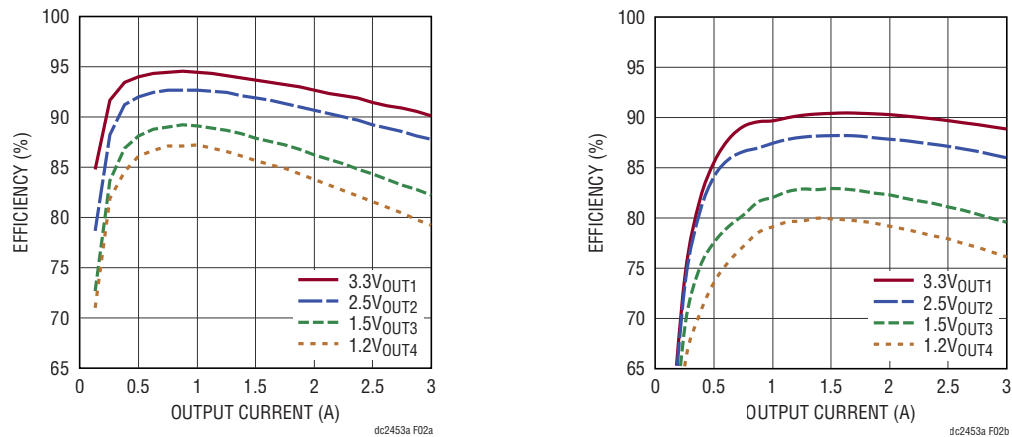 EFFICIENCY (%)
100
95
90
85
80
75
70
65
3.3VOUT1
2.5VOUT2
1.5VOUT3
1.2VOUT4
0 0.5 1 1.5 2 2.5 3
OUTPUT CURRENT (A)
dc2453a F02a
EFFICIENCY (%)
100
95
90
85
80
75
70
65
3.3VOUT1
2.5VOUT2
1.5VOUT3
1.2VOUT4
0 0.5 1 1.5 2 2.5 3
OUTPUT CURRENT (A)
dc2453a F02b